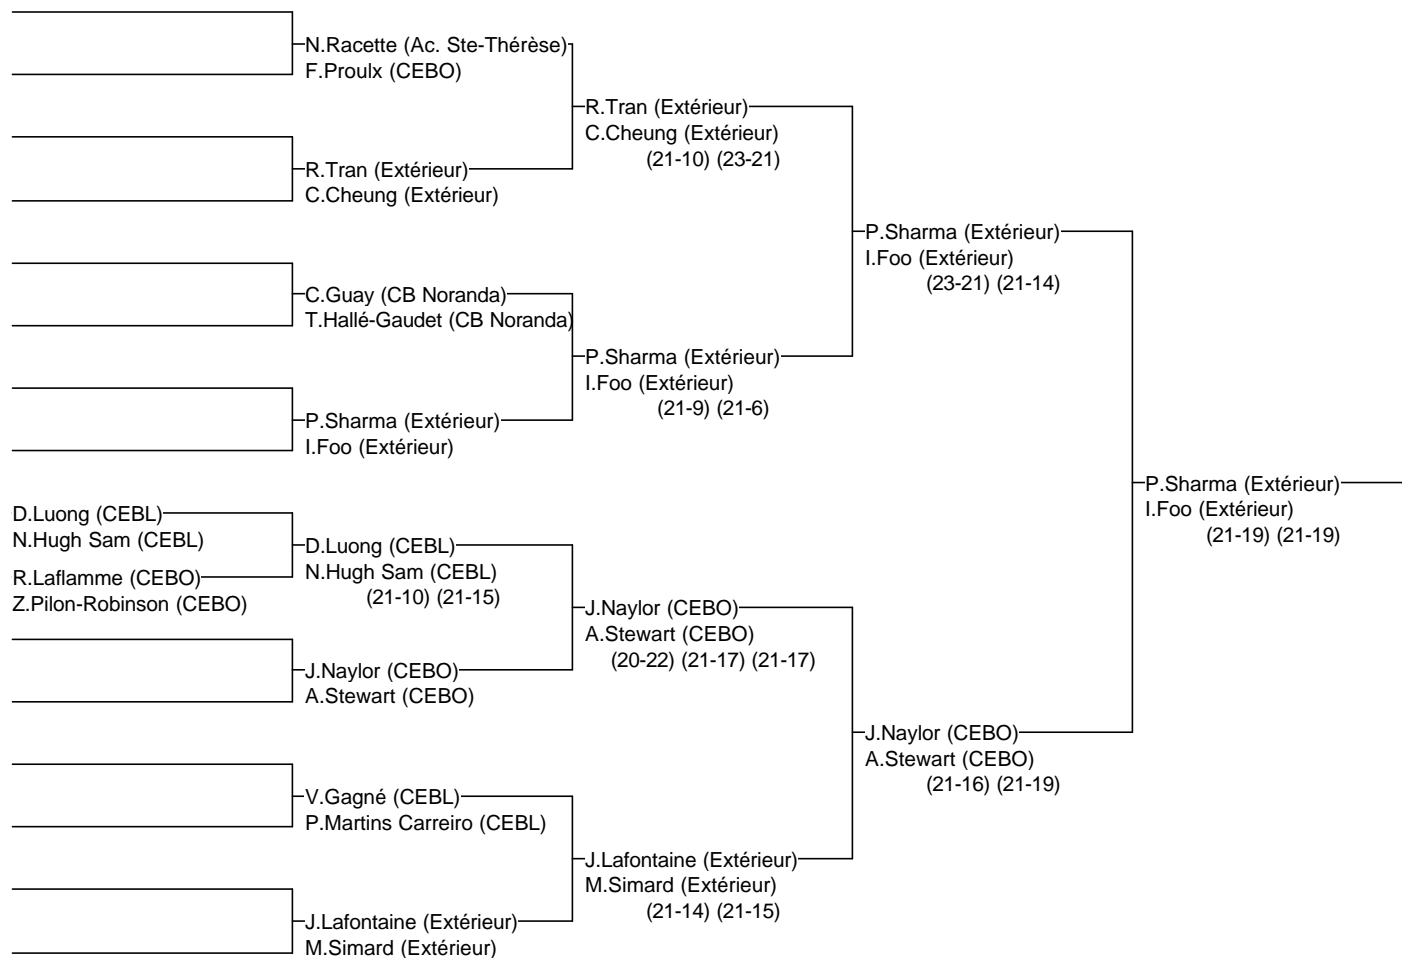 N.Racette (Ac. Ste-Thérèse)
F.Proulx (CEBO)
R.Tran (Extérieur)
C.Cheung (Extérieur)
(21-10) (23-21)
R.Tran (Extérieur)
C.Cheung (Extérieur)
P.Sharma (Extérieur)
I.Foo (Extérieur)
(23-21) (21-14)
C.Guay (CB Noranda)
T.Hallé-Gaudet (CB Noranda)
P.Sharma (Extérieur)
I.Foo (Extérieur)
(21-9) (21-6)
P.Sharma (Extérieur)
I.Foo (Extérieur)
P.Sharma (Extérieur)
I.Foo (Extérieur)
(21-19) (21-19)
D.Luong (CEBL)
N.Hugh Sam (CEBL)
D.Luong (CEBL)
N.Hugh Sam (CEBL)
(21-10) (21-15)
R.Laflamme (CEBO)
Z.Pilon-Robinson (CEBO)
J.Naylor (CEBO)
A.Stewart (CEBO)
(20-22) (21-17) (21-17)
J.Naylor (CEBO)
A.Stewart (CEBO)
J.Naylor (CEBO)
A.Stewart (CEBO)
(21-16) (21-19)
V.Gagné (CEBL)
P.Martins Carreiro (CEBL)
J.Lafontaine (Extérieur)
M.Simard (Extérieur)
(21-14) (21-15)
J.Lafontaine (Extérieur)
M.Simard (Extérieur)